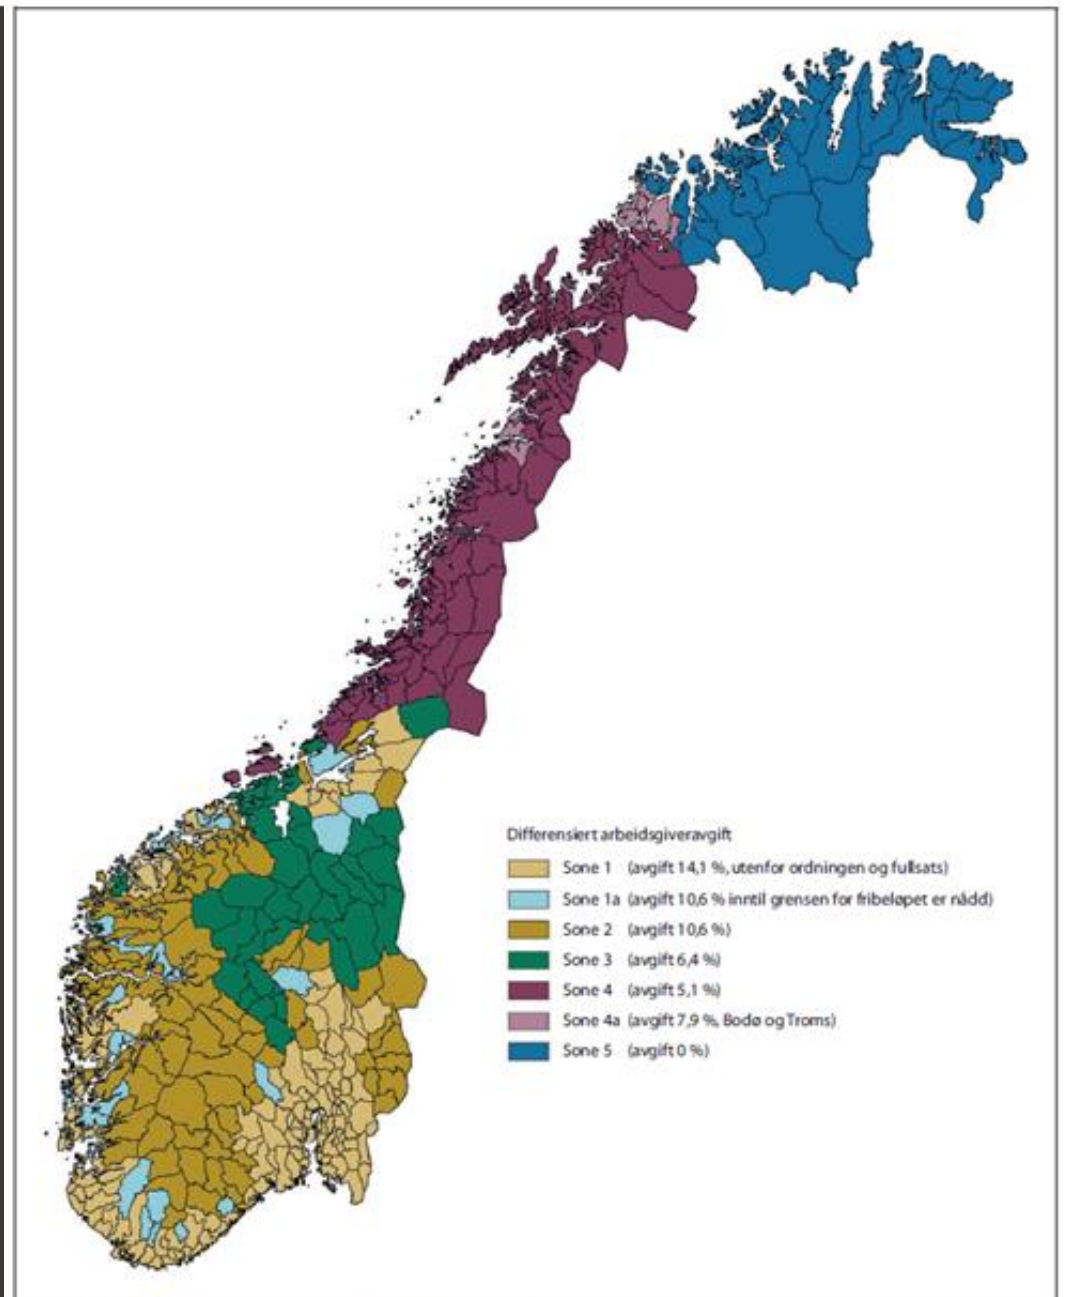 Differensiert arbeidsgiveravgift
Sone 1 (avgift 14,1 %, utenfor ordningen og fullsats)
Sone 1a (avgift 10,6 % inntil grensen for fribeløpet er nådd)
Sone 2 (avgift 10,6 %)
Sone 3 (avgift 6,4 %)
Sone 4 (avgift 5,1 %)
Sone 4a (avgift 7,9 %, Bodø og Troms)
Sone 5 (avgift 0 %)